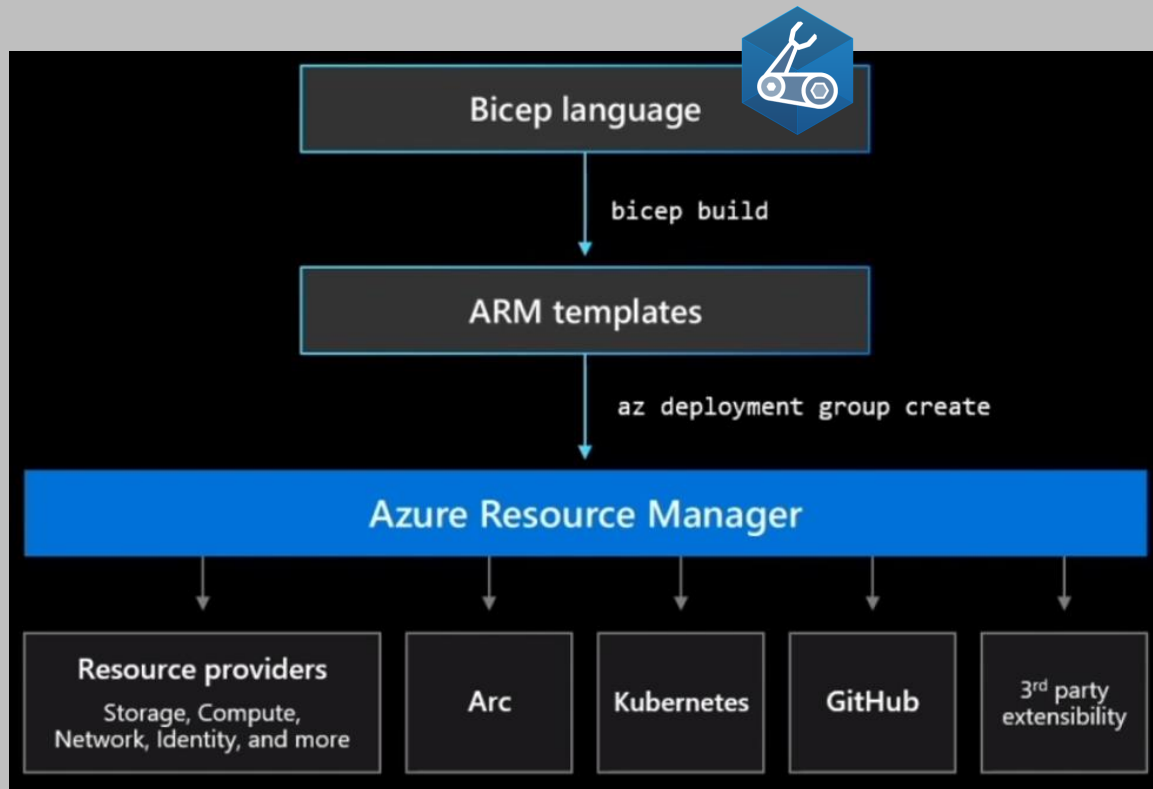 Bicep language
bicep build
ARM templates
az deployment group create
Azure Resource Manager
Resource providers
Storage, Compute,
Network, Identity, and more
Arc
Kubernetes
GitHub
3rd party
extensibility